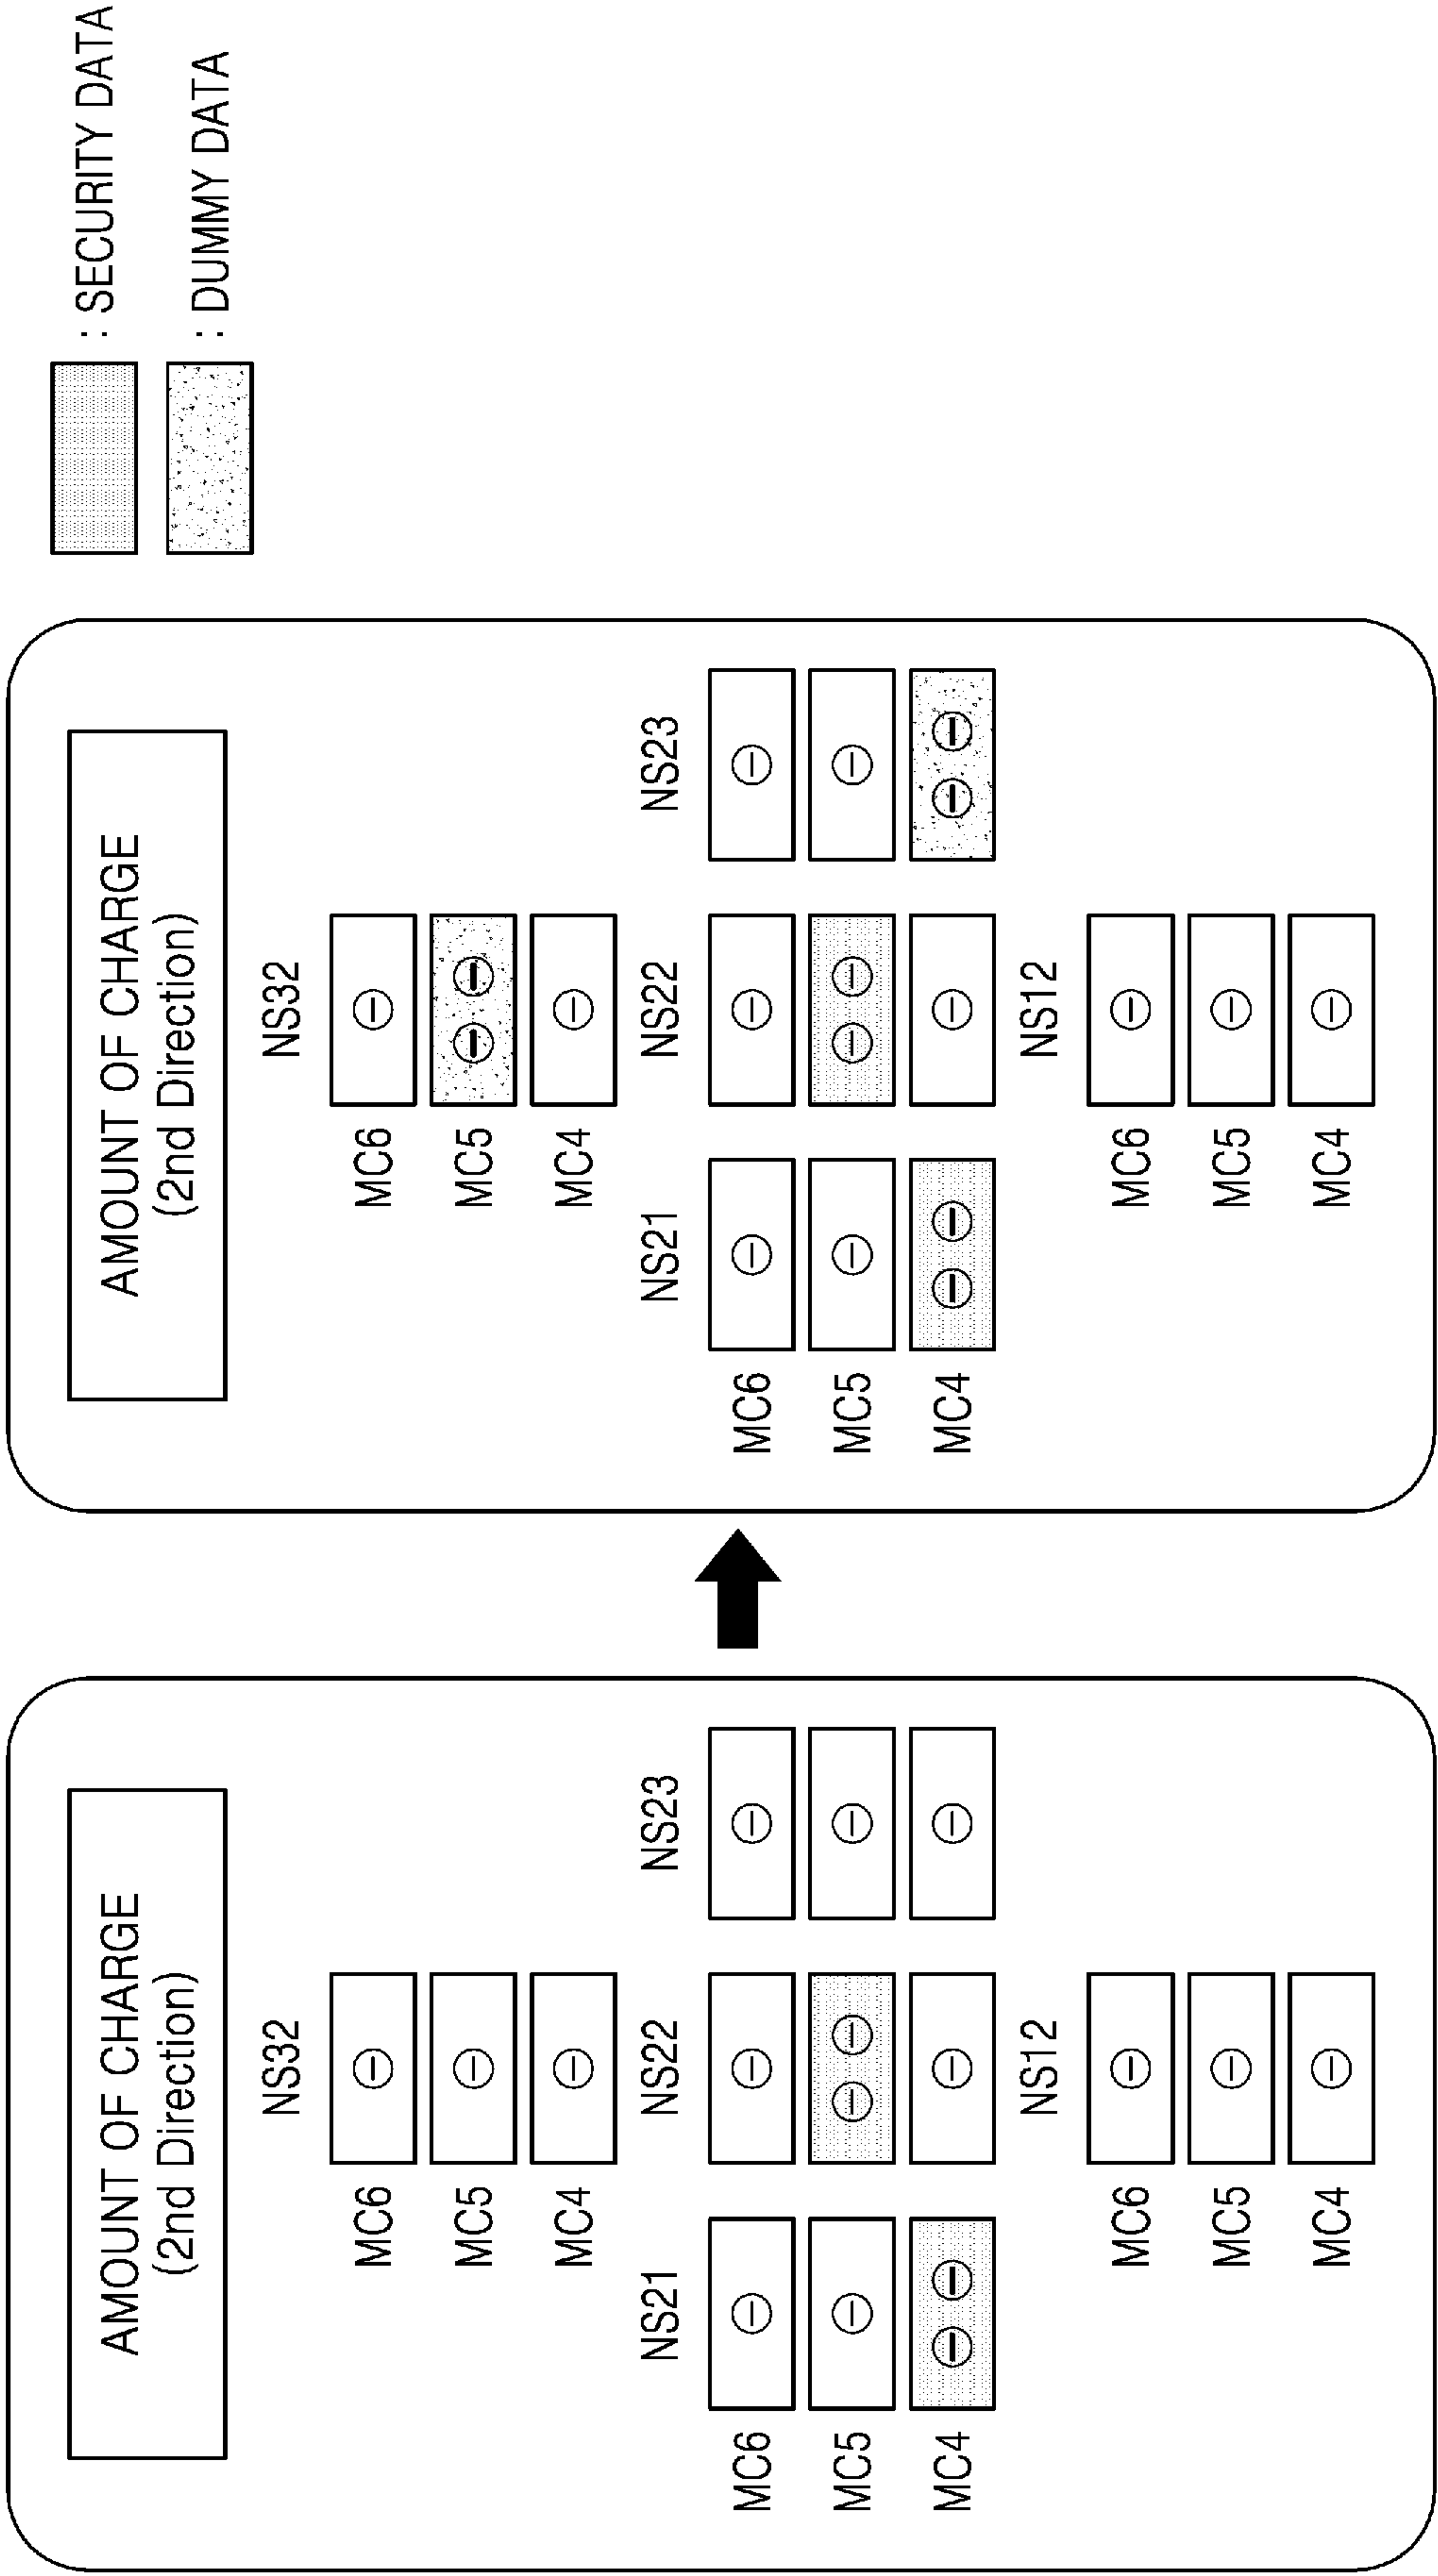 AMOUNT OF CHARGE
(2nd Direction)
NS32
MC6
MC5
MC4
NS21 NS22 NS23
MC6
MC5
MC4
NS12
MC6
MC5
MC4
AMOUNT OF CHARGE
(2nd Direction)
NS32
MC6
MC5
MC4
NS21 NS22 NS23
MC6
MC5
MC4
NS12
MC6
MC5
MC4
: SECURITY DATA
: DUMMY DATA